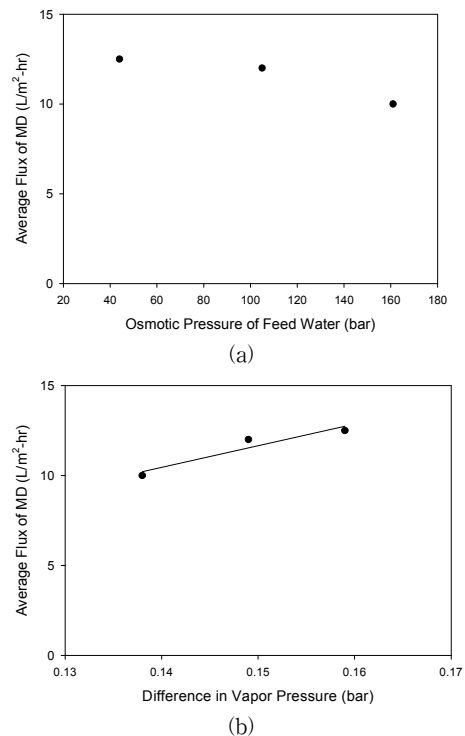 15
10
5
0
Average Flux of MD (L/m²-hr)
20 40 60 80 100 120 140 160 180
Osmotic Pressure of Feed Water (bar)
(a)
15
10
5
0
Average Flux of MD (L/m²-hr)
0.13 0.14 0.15 0.16 0.17
Difference in Vapor Pressure (bar)
(b)